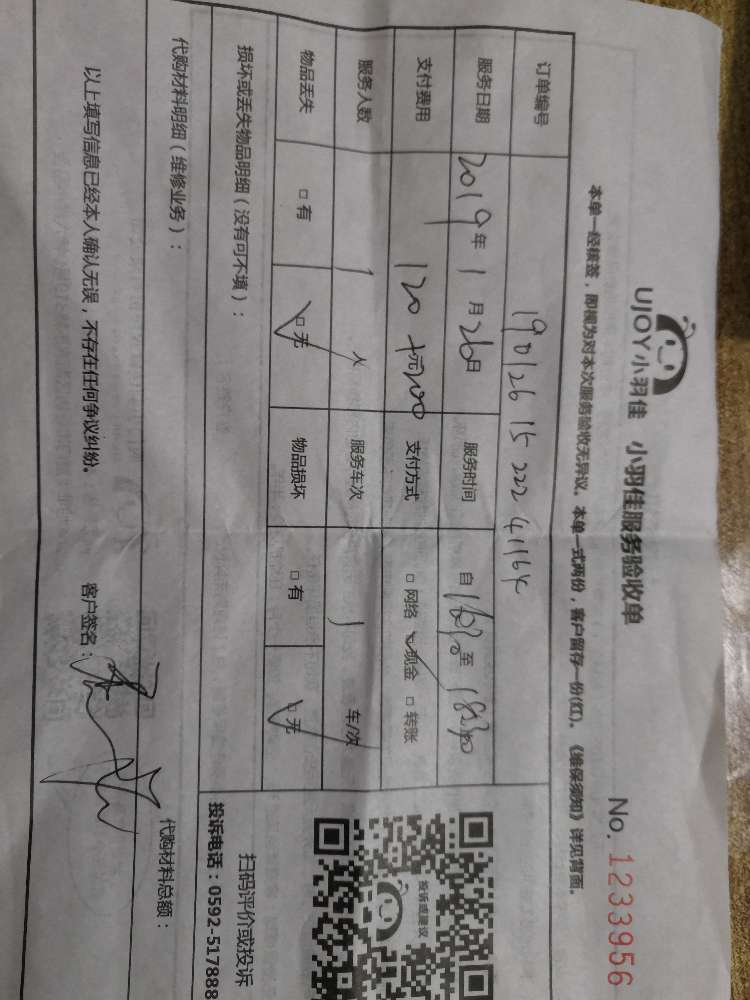 UJOY小羽佳 小羽佳服务验收单
No. 1233956
本单一经核签，即视为对本次服务验收无异议。本单一式两份，客户留存一份(红)。《维保须知》详见背面。
订单编号 190126 15 222 41164
服务日期 2019年1月26日 服务时间 自 至
支付费用 120 支付方式 □ 网络 ☑ 现金 □ 转账
服务人数 1 人 服务车次 1 车/次
物品丢失 □ 有 ☑ 无 物品损坏 □ 有 ☑ 无
损坏或丢失物品明细（没有可不填）：
代购材料明细（维修业务）：
代购材料总额：
以上填写信息已经本人确认无误，不存在任何争议纠纷。
客户签名：
投诉或建议
扫码评价或投诉
投诉电话：0592-517888